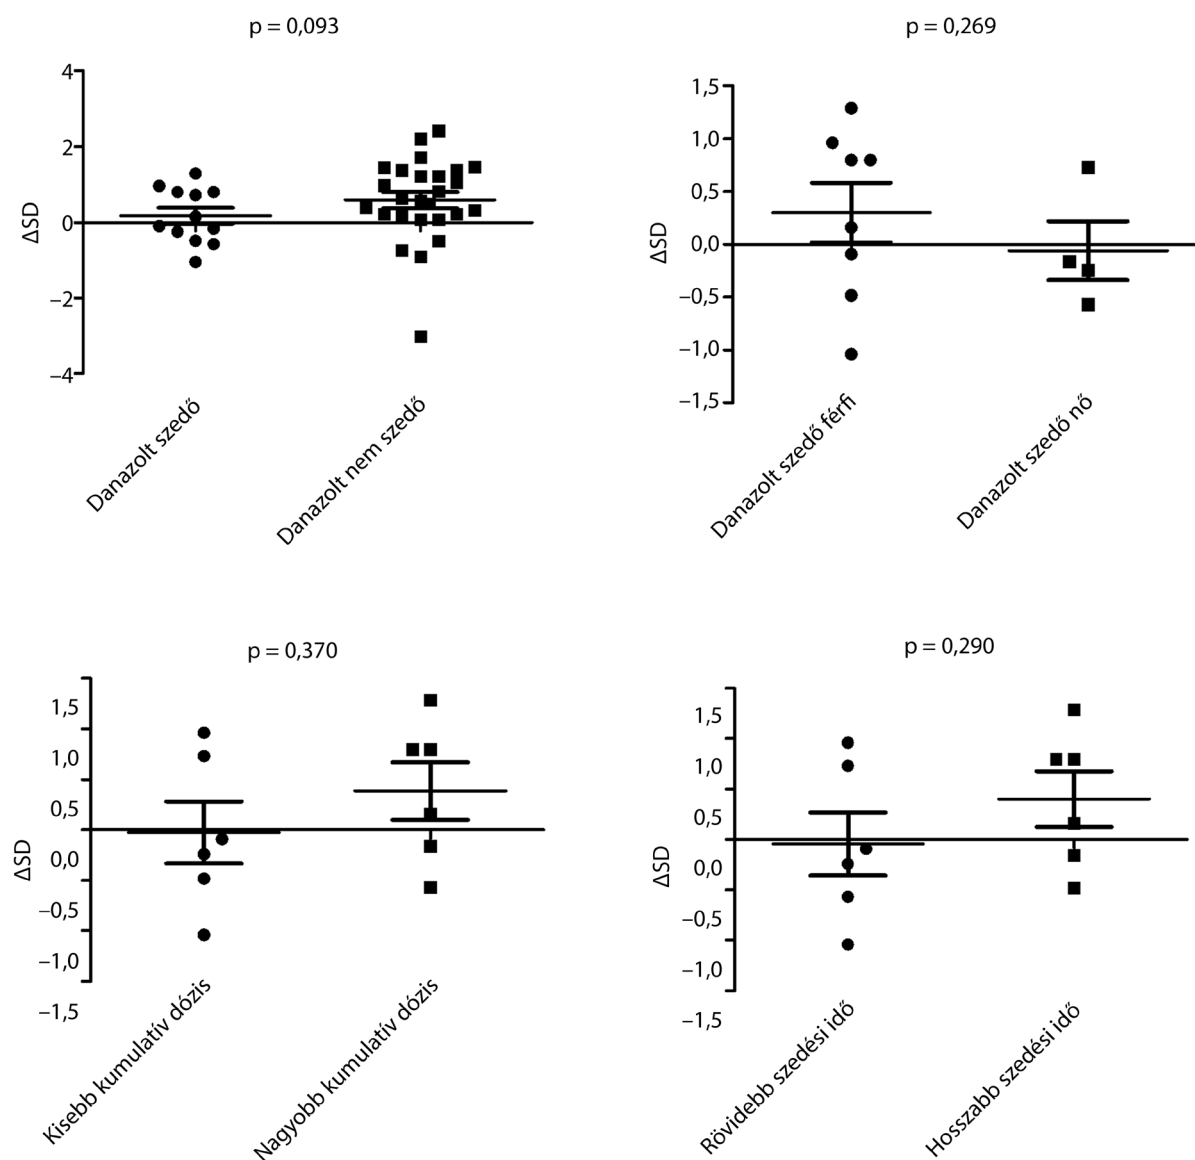 p = 0,093
4
2
0
−2
−4
ΔSD
Danazolt szedő
Danazolt nem szedő
p = 0,269
1,5
1,0
0,5
0,0
−0,5
−1,0
−1,5
ΔSD
Danazolt szedő férfi
Danazolt szedő nő
p = 0,370
1,5
1,0
0,5
0,0
−0,5
−1,0
−1,5
ΔSD
Kisebb kumulatív dózis
Nagyobb kumulatív dózis
p = 0,290
1,5
1,0
0,5
0,0
−0,5
−1,0
−1,5
ΔSD
Rövidebb szedési idő
Hosszabb szedési idő